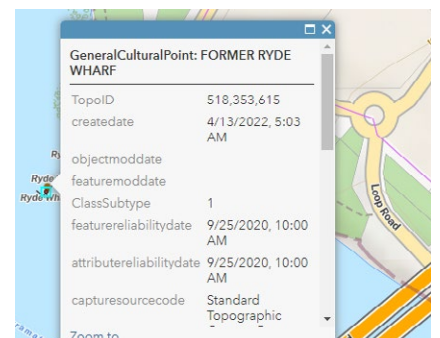 GeneralCulturalPoint: FORMER RYDE
WHARF
TopoID 518,353,615
createdate 4/13/2022, 5:03
AM
objectmoddate
featuremoddate
ClassSubtype 1
featurereliabilitydate 9/25/2020, 10:00
AM
attributereliabilitydate 9/25/2020, 10:00
AM
capturesourcecode Standard
Topographic
Zoom to
Ryde
Ryde Wh
Loop Road